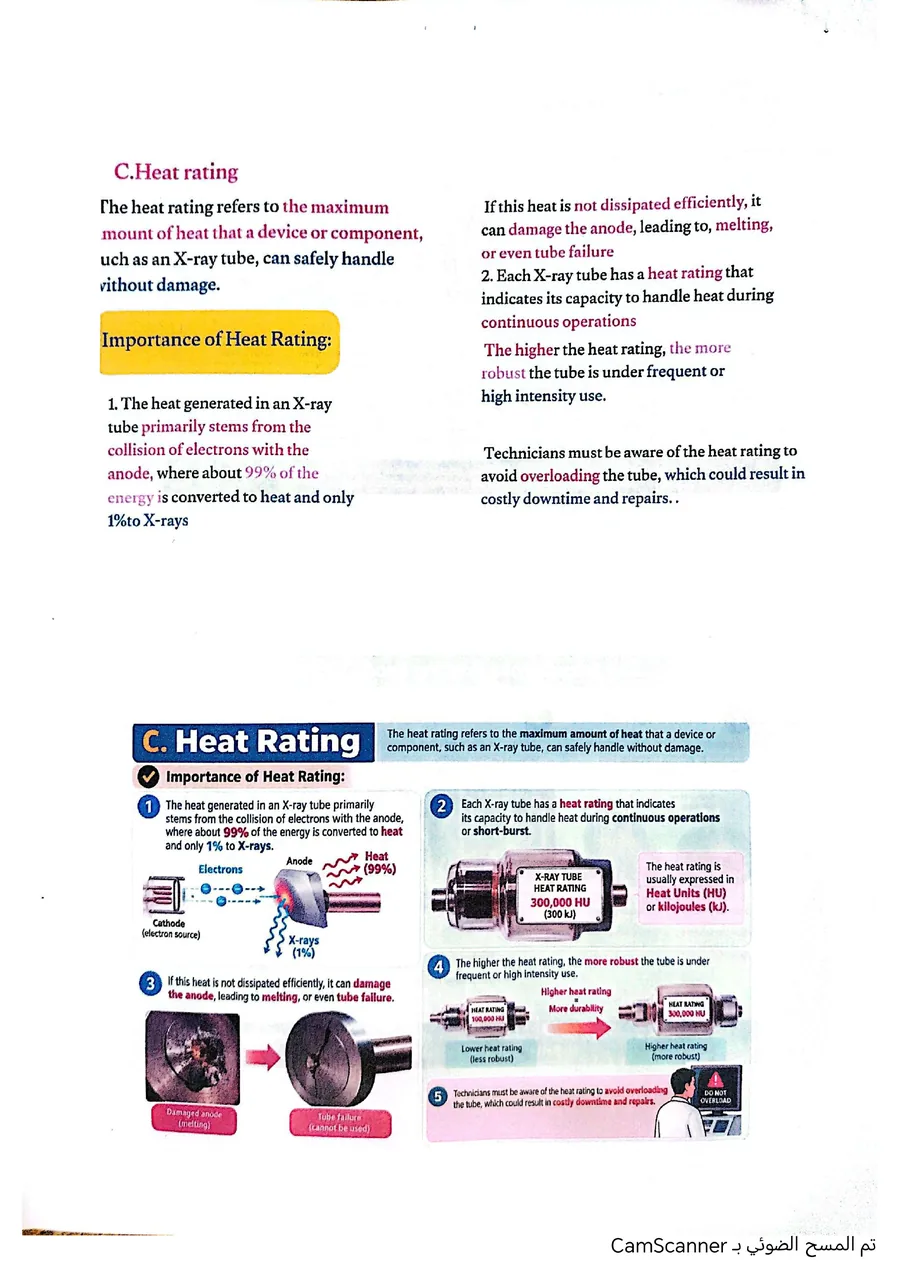 C.Heat rating
The heat rating refers to the maximum
mount of heat that a device or component,
uch as an X-ray tube, can safely handle
without damage.
Importance of Heat Rating:
1. The heat generated in an X-ray
tube primarily stems from the
collision of electrons with the
anode, where about 99% of the
energy is converted to heat and only
1%to X-rays
If this heat is not dissipated efficiently, it
can damage the anode, leading to, melting,
or even tube failure
2. Each X-ray tube has a heat rating that
indicates its capacity to handle heat during
continuous operations
The higher the heat rating, the more
robust the tube is under frequent or
high intensity use.
Technicians must be aware of the heat rating to
avoid overloading the tube, which could result in
costly downtime and repairs. .
C. Heat Rating
The heat rating refers to the maximum amount of heat that a device or
component, such as an X-ray tube, can safely handle without damage.
Importance of Heat Rating:
1
The heat generated in an X-ray tube primarily
stems from the collision of electrons with the anode,
where about 99% of the energy is converted to heat
and only 1% to X-rays.
Electrons
Anode
Heat
(99%)
Cathode
(electron source)
X-rays
(1%)
2
Each X-ray tube has a heat rating that indicates
its capacity to handle heat during continuous operations
or short-burst.
X-RAY TUBE
HEAT RATING
300,000 HU
(300 kJ)
The heat rating is
usually expressed in
Heat Units (HU)
or kilojoules (kJ).
3
If this heat is not dissipated efficiently, it can damage
the anode, leading to melting, or even tube failure.
Damaged anode
(melting)
Tube failure
(cannot be used)
4
The higher the heat rating, the more robust the tube is under
frequent or high intensity use.
Higher heat rating
=
More durability
HEAT RATING
100,000 HU
HEAT RATING
300,000 HU
Lower heat rating
(less robust)
Higher heat rating
(more robust)
5
Technicians must be aware of the heat rating to avoid overloading
the tube, which could result in costly downtime and repairs.
DO NOT
OVERLOAD
تم المسح الضوئي بـ CamScanner